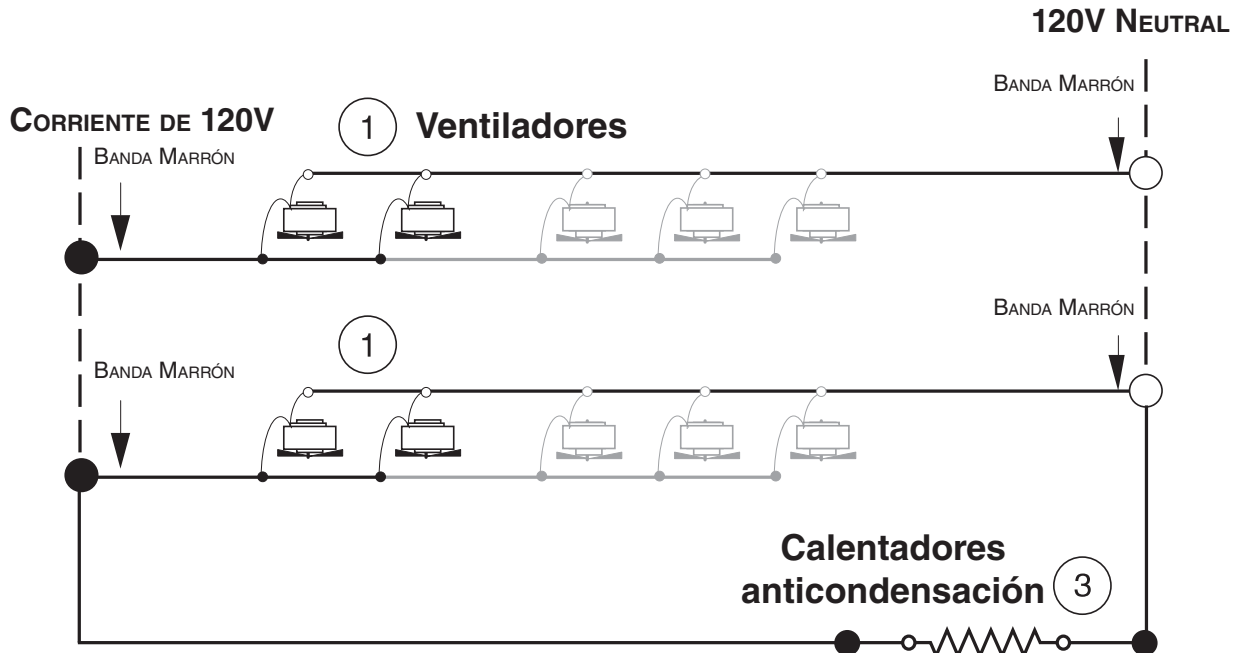 120V NEUTRAL
BANDA MARRÓN
CORRIENTE DE 120V
1 Ventiladores
BANDA MARRÓN
BANDA MARRÓN
1
BANDA MARRÓN
Calentadores
anticondensación 3